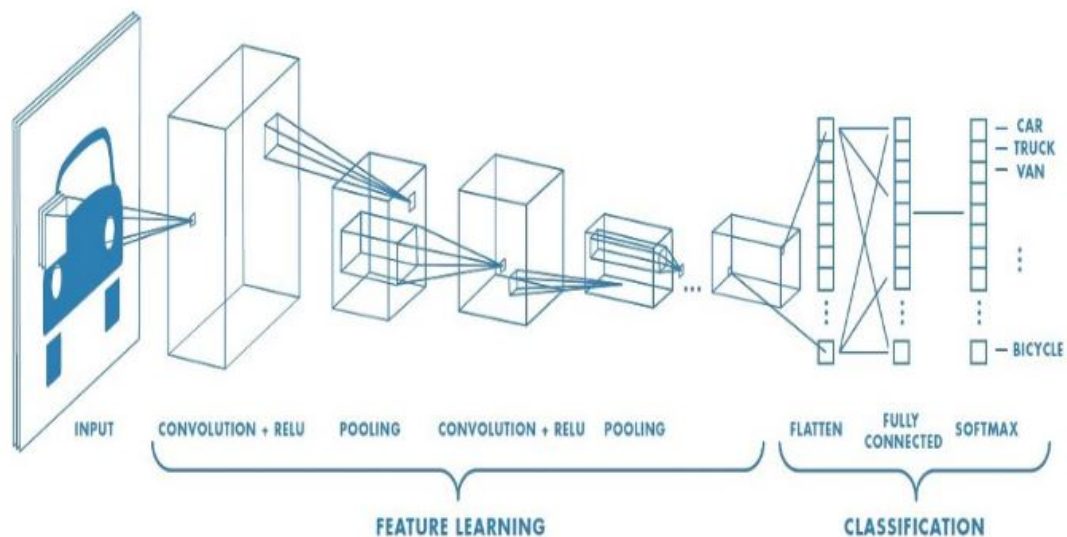 CAR
TRUCK
VAN
BICYCLE
INPUT
CONVOLUTION + RELU
POOLING
CONVOLUTION + RELU
POOLING
FLATTEN
FULLY
CONNECTED
SOFTMAX
FEATURE LEARNING
CLASSIFICATION